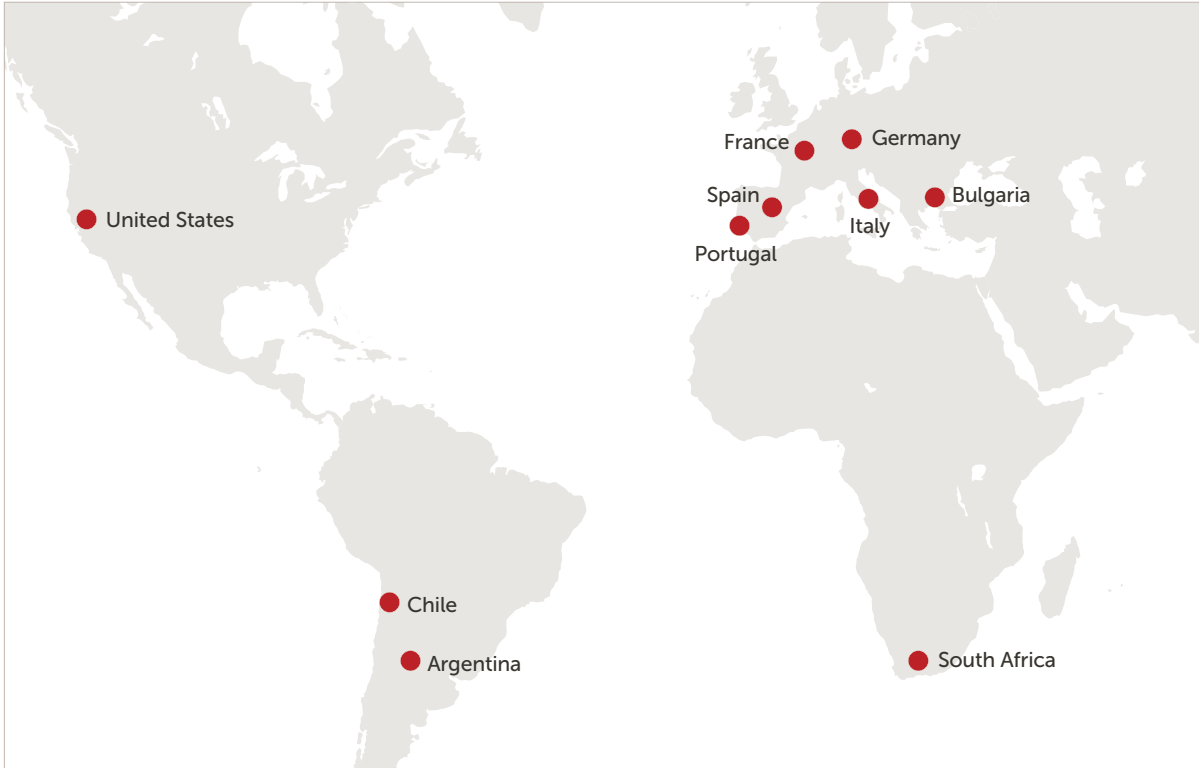 France
Germany
Spain
Bulgaria
United States
Italy
Portugal
Chile
Argentina
South Africa